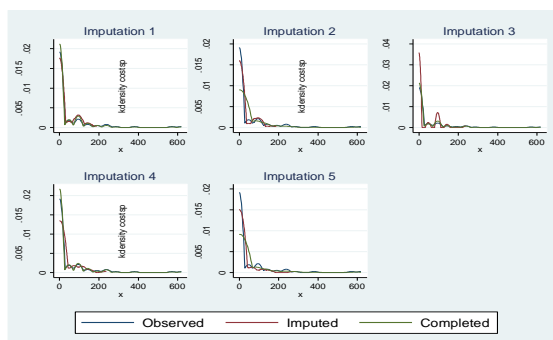 Imputation 1
.02
.015
.01
.005
0
kdensity costsp
0 200 400 600
x
Imputation 2
.02
.015
.01
.005
0
kdensity costsp
0 200 400 600
x
Imputation 3
.04
.03
.02
.01
0
0 200 400 600
x
Imputation 4
.02
.015
.01
.005
0
kdensity costsp
0 200 400 600
x
Imputation 5
.02
.015
.01
.005
0
0 200 400 600
x
Observed Imputed Completed